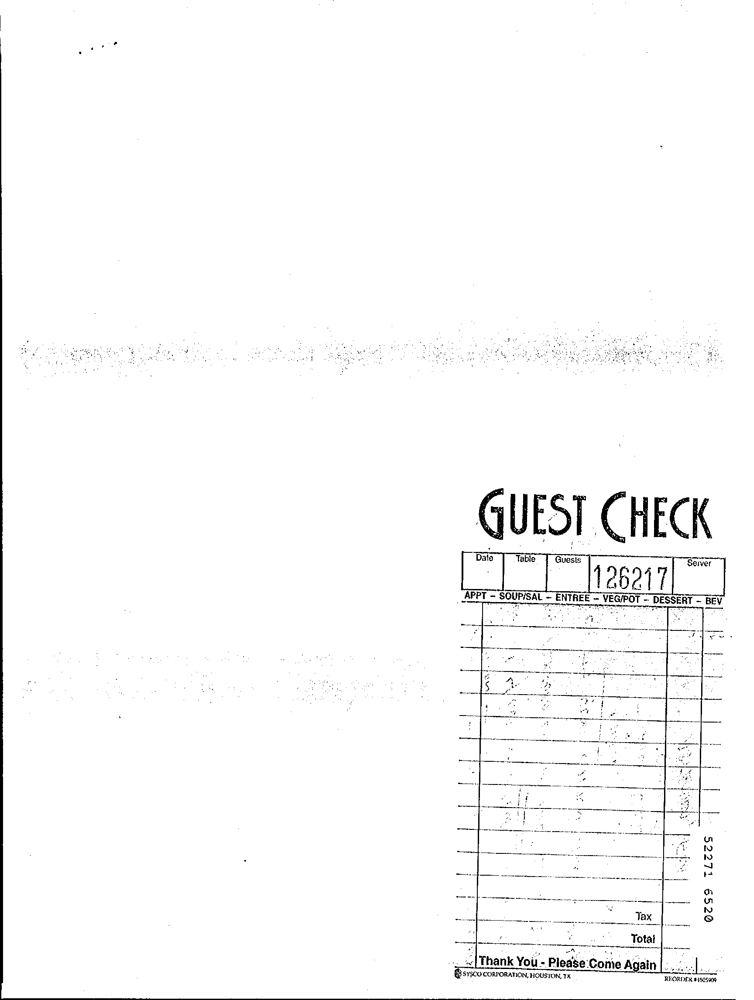 GUEST CHECK
Date Table Guests 126217 Server
APPT - SOUP/SAL - ENTREE - VEG/POT - DESSERT - BEV
52271 6520
Tax
Total
Thank You - Please Come Again
SYSCO CORPORATION, HOUSTON, TX
REORDER #1505909